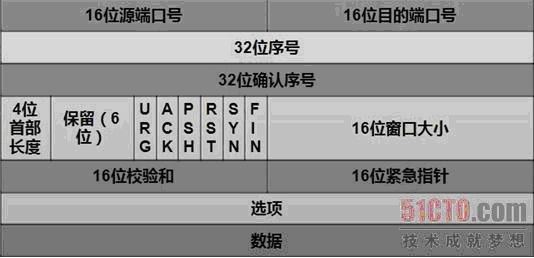 16位源端口号 16位目的端口号
32位序号
32位确认序号
4位首部长度 保留（6位） URG ACK PSH RST SYN FIN 16位窗口大小
16位校验和 16位紧急指针
选项
数据
51CTO.com
技术成就梦想